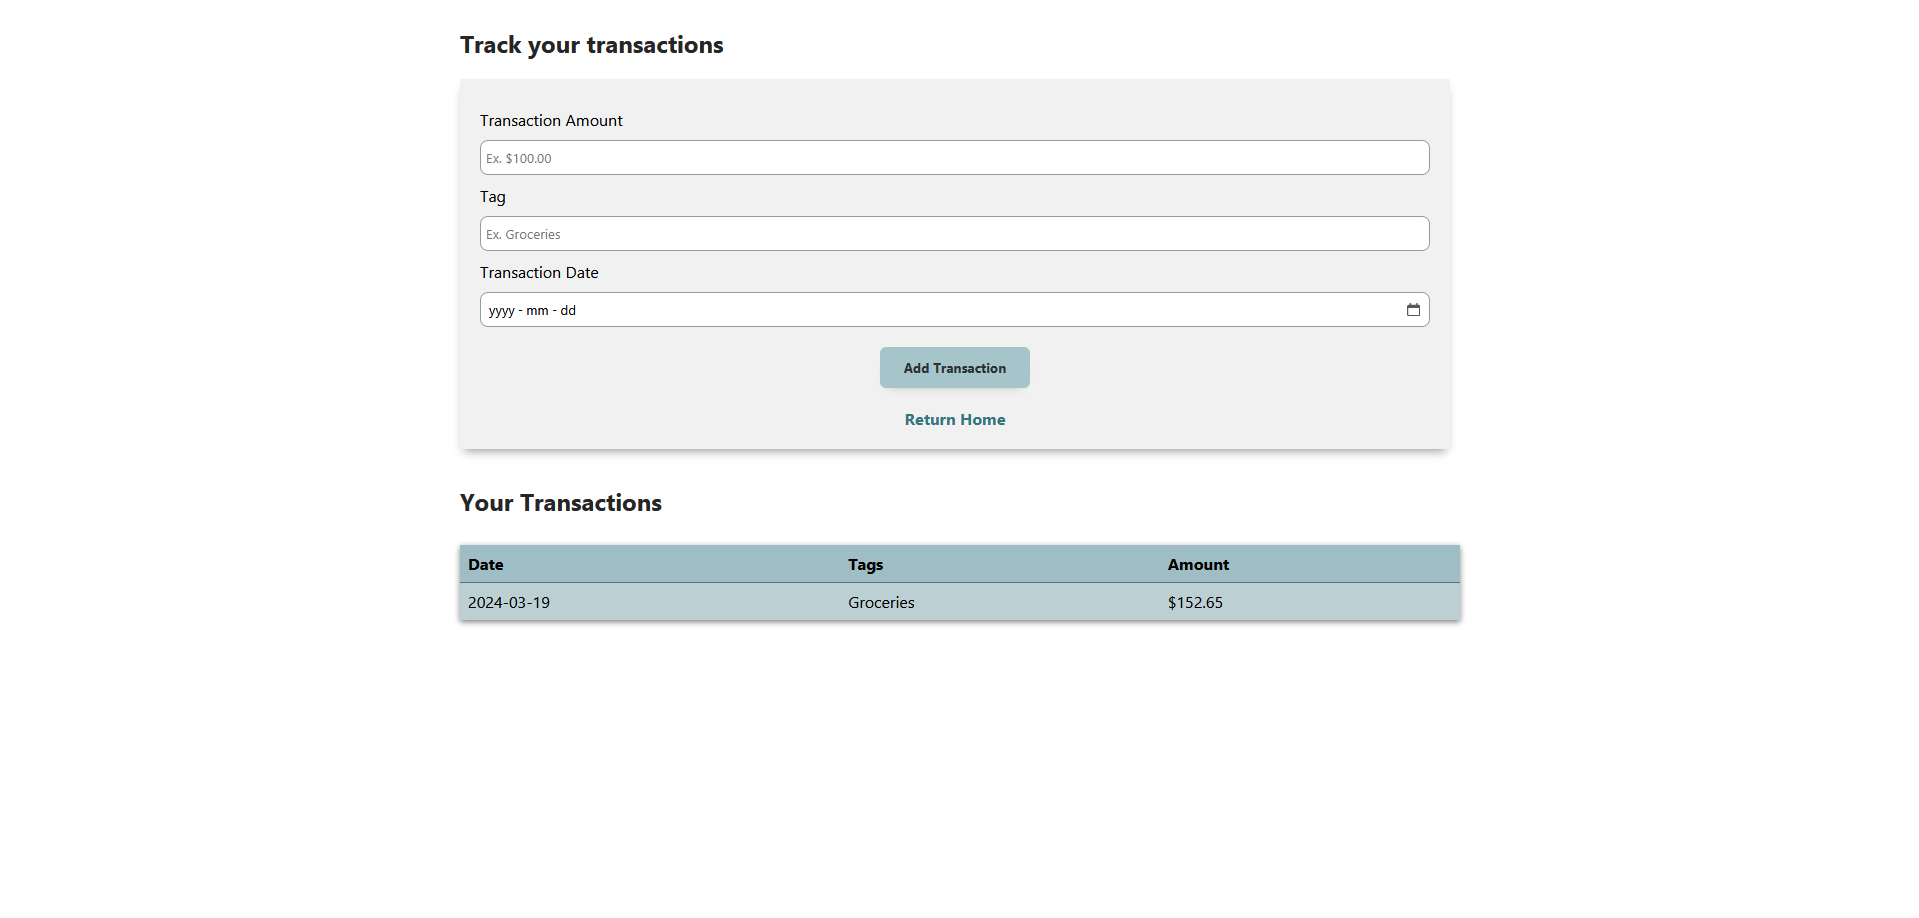 Track your transactions
Transaction Amount
Ex. $100.00
Tag
Ex. Groceries
Transaction Date
yyyy - mm - dd
Add Transaction
Return Home
Your Transactions
Date Tags Amount
2024-03-19 Groceries $152.65